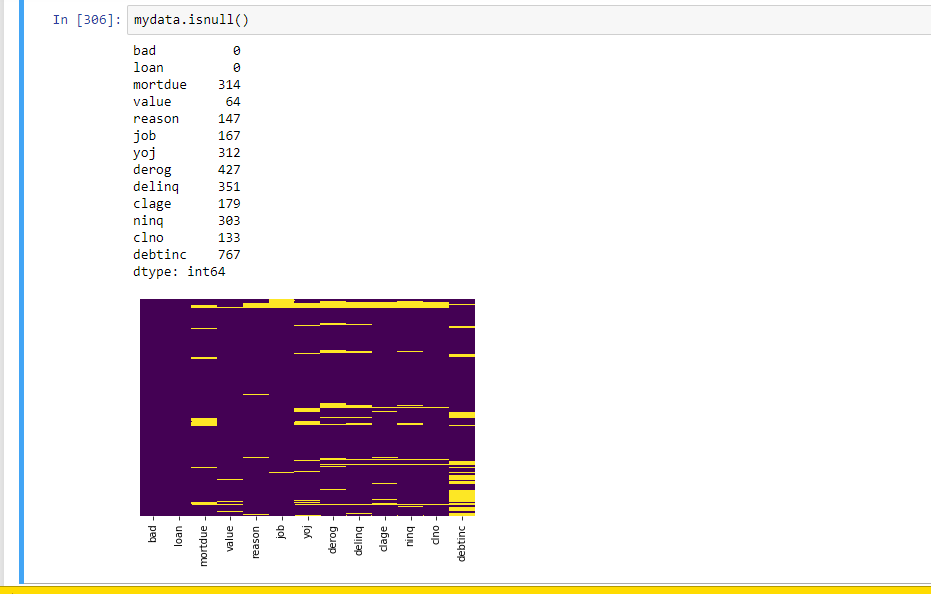 In [306]: mydata.isnull()
bad 0
loan 0
mortdue 314
value 64
reason 147
job 167
yoj 312
derog 427
delinq 351
clage 179
ninq 303
clno 133
debtinc 767
dtype: int64
bad loan mortdue value reason job yoj derog delinq clage ninq clno debtinc